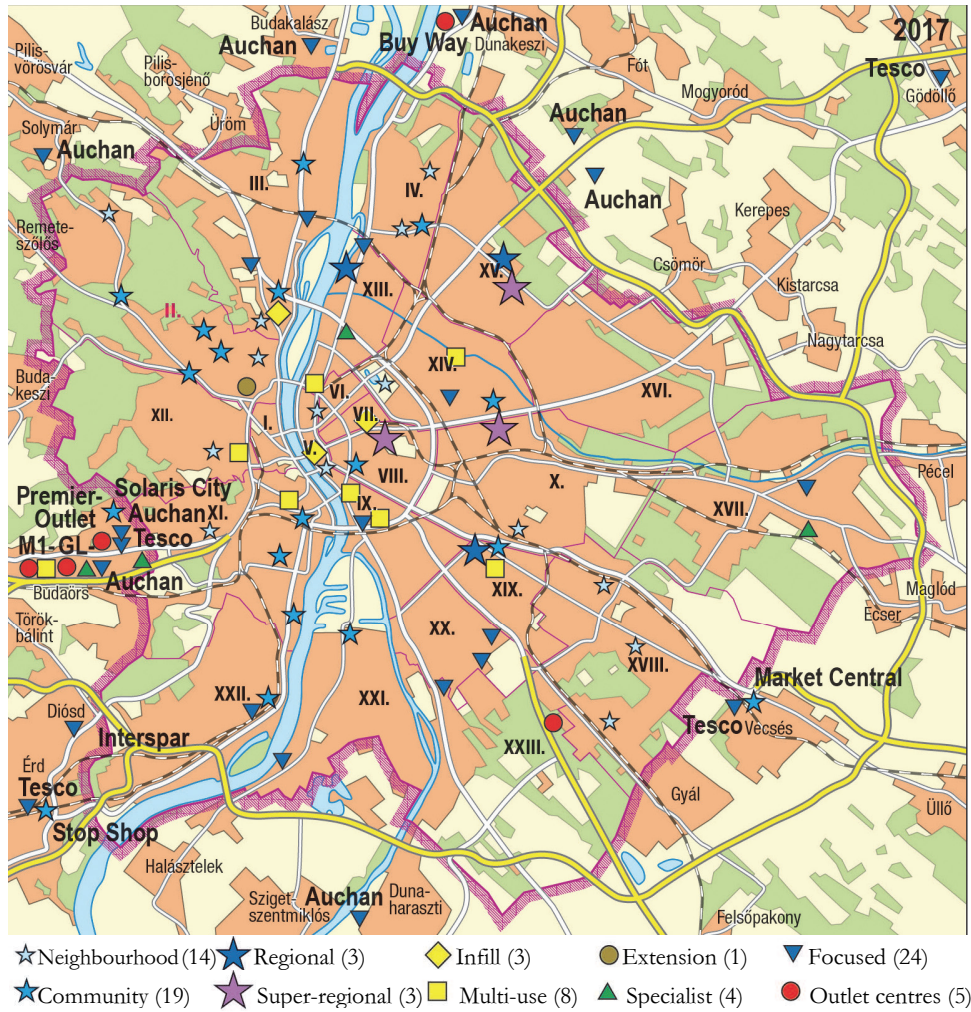 2017
Budakalász
Auchan
Auchan
Buy Way
Dunakeszi
Pilis-
vörösvár
Pilis-
borosjenő
Fót
Tesco
Gödöllő
Mogyoród
Üröm
Solymár
Auchan
Auchan
Auchan
III.
IV.
Remete-
szőlős
Kerepes
Csömör
Kistarcsa
XV.
XIII.
II.
Nagytarcsa
Buda-
keszi
XIV.
VI.
XVI.
XII.
I.
VII.
V.
VIII.
X.
Pécel
Premier-
Outlet
Solaris City
Auchan
XI.
Tesco
IX.
XVII.
M1-GL-
Auchan
Budaörs
XIX.
Maglód
Ecser
Török-
bálint
XX.
XVIII.
Market Central
XXII.
XXI.
Tesco
Vecsés
Diósd
Interspar
XXIII.
Érd
Tesco
Stop Shop
Gyál
Üllő
Halásztelek
Sziget-
szentmiklós
Auchan
Duna-
haraszti
Felsőpakony
Neighbourhood (14)
Regional (3)
Infill (3)
Extension (1)
Focused (24)
Community (19)
Super-regional (3)
Multi-use (8)
Specialist (4)
Outlet centres (5)